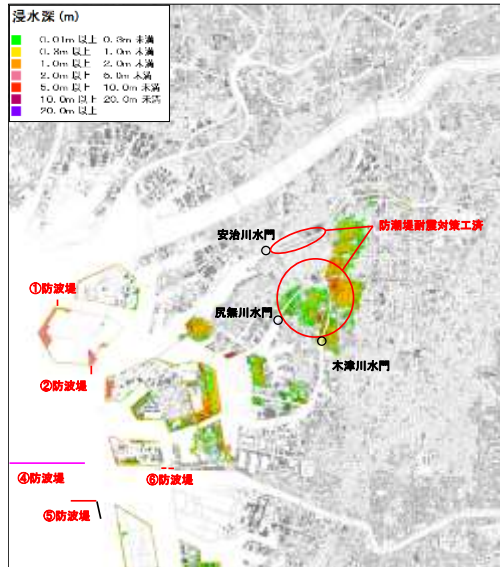 浸水深(m)
0.01m 以上 0.3m 未満
0.3m 以上 1.0m 未満
1.0m 以上 2.0m 未満
2.0m 以上 5.0m 未満
5.0m 以上 10.0m 未満
10.0m 以上 20.0m 未満
20.0m 以上
防潮堤耐震対策工済
安治川水門
①防波堤
尻無川水門
木津川水門
②防波堤
④防波堤
⑥防波堤
⑤防波堤